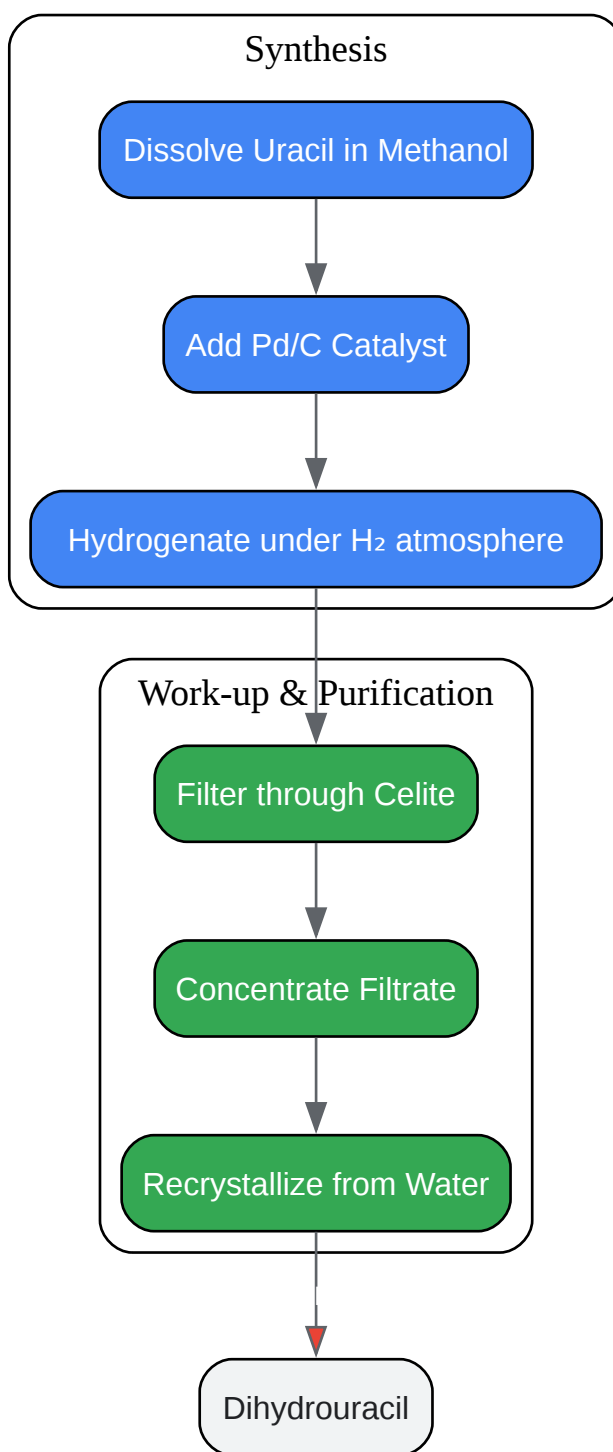 Synthesis
Dissolve Uracil in Methanol
Add Pd/C Catalyst
Hydrogenate under H₂ atmosphere
Work-up & Purification
Filter through Celite
Concentrate Filtrate
Recrystallize from Water
Dihydrouracil